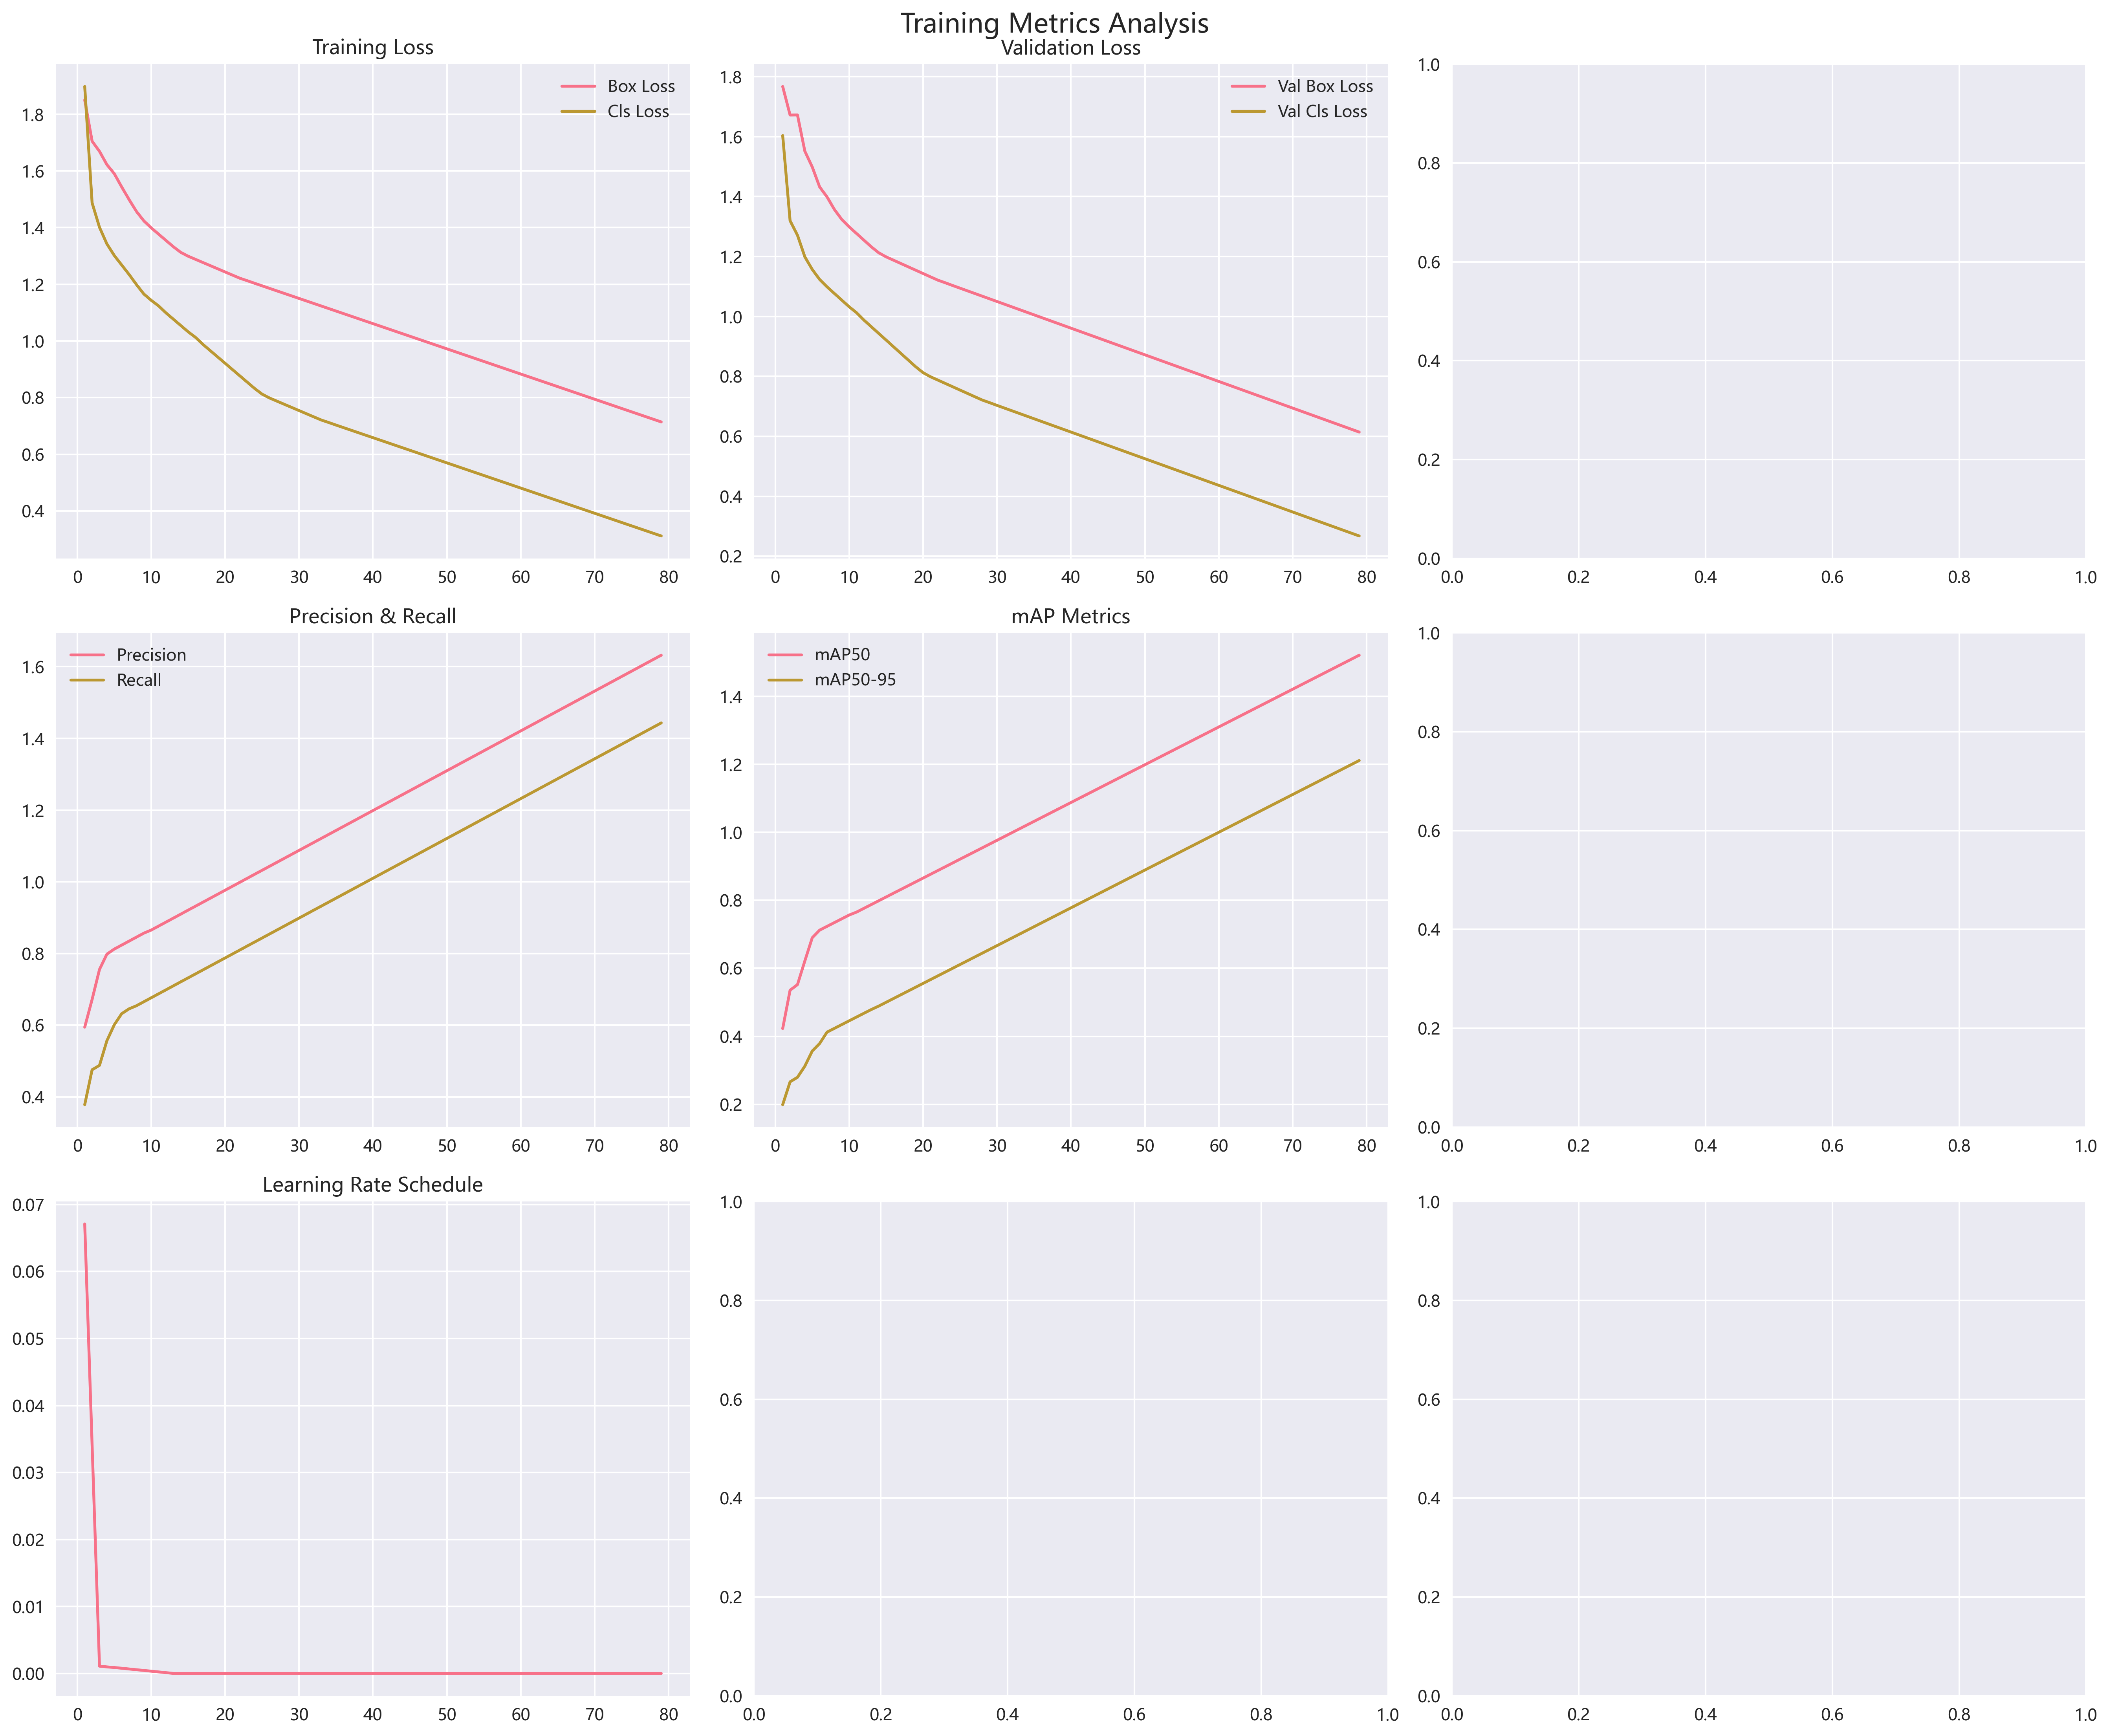 Training Metrics Analysis
Training Loss
Box Loss
Cls Loss
1.8
1.6
1.4
1.2
1.0
0.8
0.6
0.4
0 10 20 30 40 50 60 70 80
Validation Loss
Val Box Loss
Val Cls Loss
1.8
1.6
1.4
1.2
1.0
0.8
0.6
0.4
0.2
0 10 20 30 40 50 60 70 80
1.0
0.8
0.6
0.4
0.2
0.0
0.0 0.2 0.4 0.6 0.8 1.0
Precision & Recall
Precision
Recall
1.6
1.4
1.2
1.0
0.8
0.6
0.4
0 10 20 30 40 50 60 70 80
mAP Metrics
mAP50
mAP50-95
1.4
1.2
1.0
0.8
0.6
0.4
0.2
0 10 20 30 40 50 60 70 80
1.0
0.8
0.6
0.4
0.2
0.0
0.0 0.2 0.4 0.6 0.8 1.0
Learning Rate Schedule
0.07
0.06
0.05
0.04
0.03
0.02
0.01
0.00
0 10 20 30 40 50 60 70 80
1.0
0.8
0.6
0.4
0.2
0.0
0.0 0.2 0.4 0.6 0.8 1.0
1.0
0.8
0.6
0.4
0.2
0.0
0.0 0.2 0.4 0.6 0.8 1.0